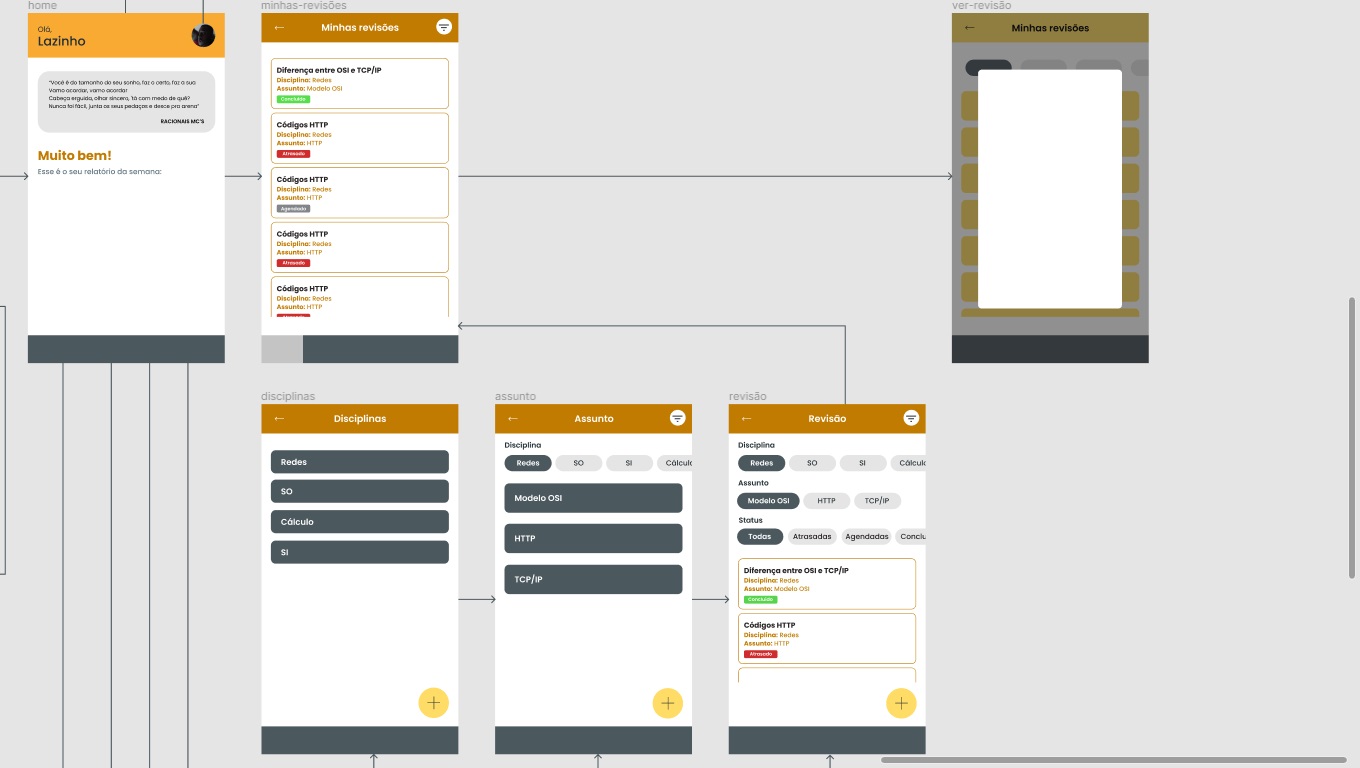 home
Olá,
Lazinho
"Você é do tamanho do seu sonho, faz o certo, faz a sua
Vamo acordar, vamo acordar
Cabeça erguida, olhar sincero, 'tá com medo de quê?
Nunca foi fácil, junta os seus pedaços e desce pra arena"
RACIONAIS MC'S
Muito bem!
Esse é o seu relatório da semana:
minhas-revisões
←
Minhas revisões
Diferença entre OSI e TCP/IP
Disciplina: Redes
Assunto: Modelo OSI
Concluído
Códigos HTTP
Disciplina: Redes
Assunto: HTTP
Atrasado
Códigos HTTP
Disciplina: Redes
Assunto: HTTP
Agendado
Códigos HTTP
Disciplina: Redes
Assunto: HTTP
Atrasado
Códigos HTTP
Disciplina: Redes
Assunto: HTTP
ver-revisão
←
Minhas revisões
disciplinas
←
Disciplinas
Redes
SO
Cálculo
SI
+
assunto
←
Assunto
Disciplina
Redes SO SI Cálculo
Modelo OSI
HTTP
TCP/IP
+
revisão
←
Revisão
Disciplina
Redes SO SI Cálculo
Assunto
Modelo OSI HTTP TCP/IP
Status
Todas Atrasadas Agendadas Conclu
Diferença entre OSI e TCP/IP
Disciplina: Redes
Assunto: Modelo OSI
Concluído
Códigos HTTP
Disciplina: Redes
Assunto: HTTP
Atrasado
+